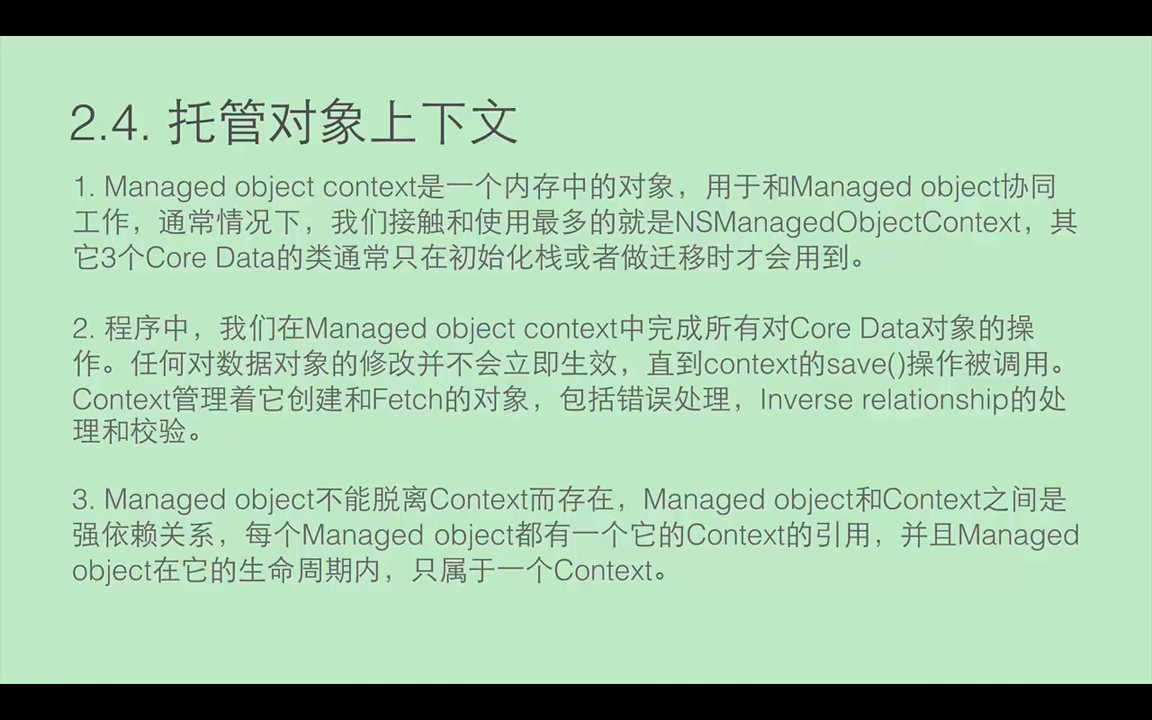 2.4. 托管对象上下文
1. Managed object context是一个内存中的对象，用于和Managed object协同
工作，通常情况下，我们接触和使用最多的就是NSManagedObjectContext，其
它3个Core Data的类通常只在初始化栈或者做迁移时才会用到。
2. 程序中，我们在Managed object context中完成所有对Core Data对象的操
作。任何对数据对象的修改并不会立即生效，直到context的save()操作被调用。
Context管理着它创建和Fetch的对象，包括错误处理，Inverse relationship的处
理和校验。
3. Managed object不能脱离Context而存在，Managed object和Context之间是
强依赖关系，每个Managed object都有一个它的Context的引用，并且Managed
object在它的生命周期内，只属于一个Context。